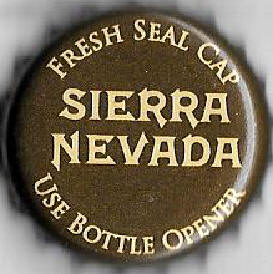 FRESH SEAL CAP
SIERRA
NEVADA
USE BOTTLE OPENER